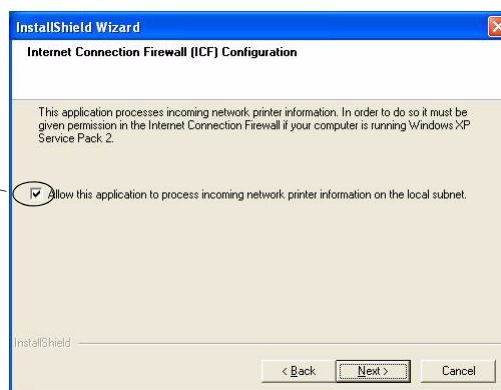 InstallShield Wizard
Internet Connection Firewall (ICF) Configuration
This application processes incoming network printer information. In order to do so it must be
given permission in the Internet Connection Firewall if your computer is running Windows XP
Service Pack 2.
Allow this application to process incoming network printer information on the local subnet.
InstallShield
< Back Next > Cancel